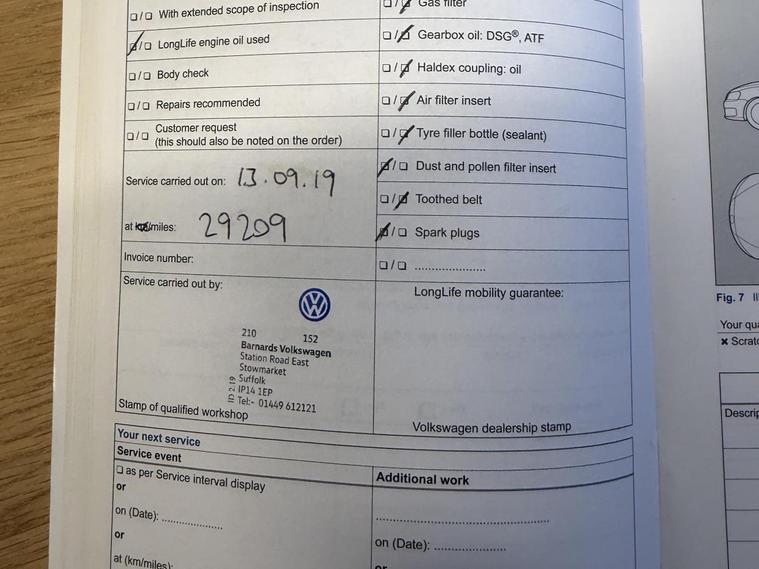 ❑/❑ With extended scope of inspection
❑/❑ LongLife engine oil used
❑/❑ Body check
❑/❑ Repairs recommended
❑/❑ Customer request
(this should also be noted on the order)
Service carried out on: 13.09.19
at km/miles: 29209
Invoice number:
Service carried out by:
210 152
Barnards Volkswagen
Station Road East
Stowmarket
Suffolk
IP14 1EP
Tel:- 01449 612121
Stamp of qualified workshop
❑/❑ Gas filter
❑/❑ Gearbox oil: DSG®, ATF
❑/❑ Haldex coupling: oil
❑/❑ Air filter insert
❑/❑ Tyre filler bottle (sealant)
❑/❑ Dust and pollen filter insert
❑/❑ Toothed belt
❑/❑ Spark plugs
❑/❑ ......................
LongLife mobility guarantee:
Volkswagen dealership stamp
Your next service
Service event
❑ as per Service interval display
or
on (Date): ..................
or
at (km/miles):
Additional work
..................................................
on (Date): .....................
or
Fig. 7
Your
✖